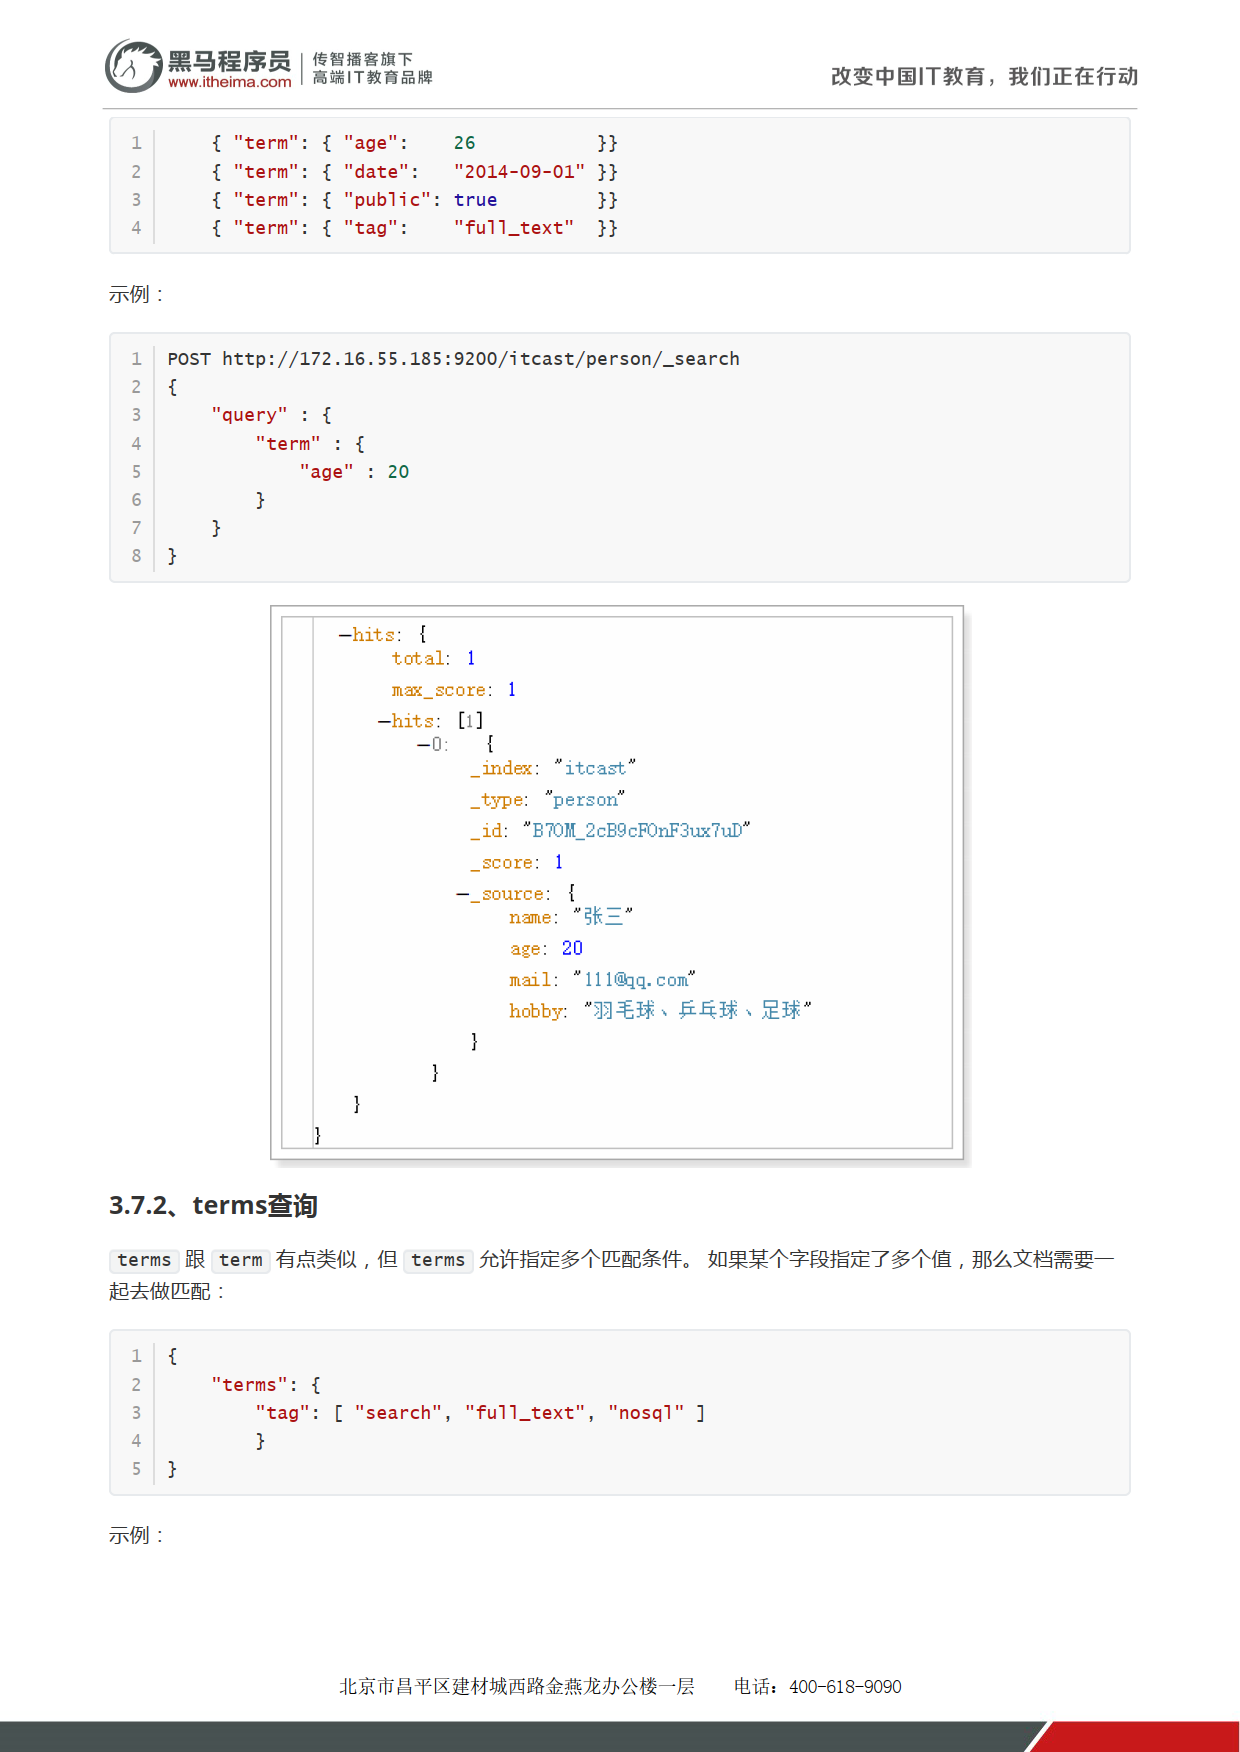 黑马程序员
www.itheima.com
传智播客旗下
高端IT教育品牌
改变中国IT教育，我们正在行动
1     { "term": { "age":    26           }}
2     { "term": { "date":   "2014-09-01" }}
3     { "term": { "public": true         }}
4     { "term": { "tag":    "full_text"  }}
示例：
1 POST http://172.16.55.185:9200/itcast/person/_search
2 {
3     "query" : {
4         "term" : {
5             "age" : 20
6         }
7     }
8 }
—hits: {
total: 1
max_score: 1
—hits: [1]
—0: {
_index: "itcast"
_type: "person"
_id: "B7OM_2cB9cFOnF3ux7uD"
_score: 1
—_source: {
name: "张三"
age: 20
mail: "111@qq.com"
hobby: "羽毛球、乒乓球、足球"
}
}
}
}
3.7.2、terms查询
terms 跟 term 有点类似，但 terms 允许指定多个匹配条件。 如果某个字段指定了多个值，那么文档需要一
起去做匹配：
1 {
2     "terms": {
3         "tag": [ "search", "full_text", "nosql" ]
4         }
5 }
示例：
北京市昌平区建材城西路金燕龙办公楼一层 电话：400-618-9090